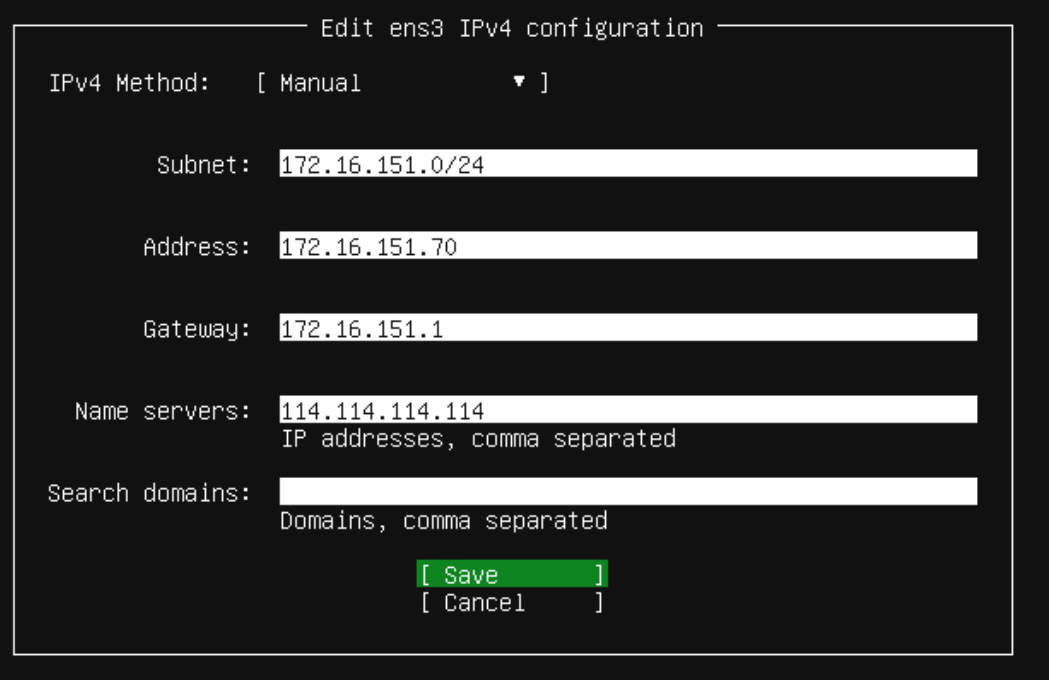 Edit ens3 IPv4 configuration
IPv4 Method: [ Manual ▼ ]
Subnet: 172.16.151.0/24
Address: 172.16.151.70
Gateway: 172.16.151.1
Name servers: 114.114.114.114
IP addresses, comma separated
Search domains:
Domains, comma separated
[ Save ]
[ Cancel ]